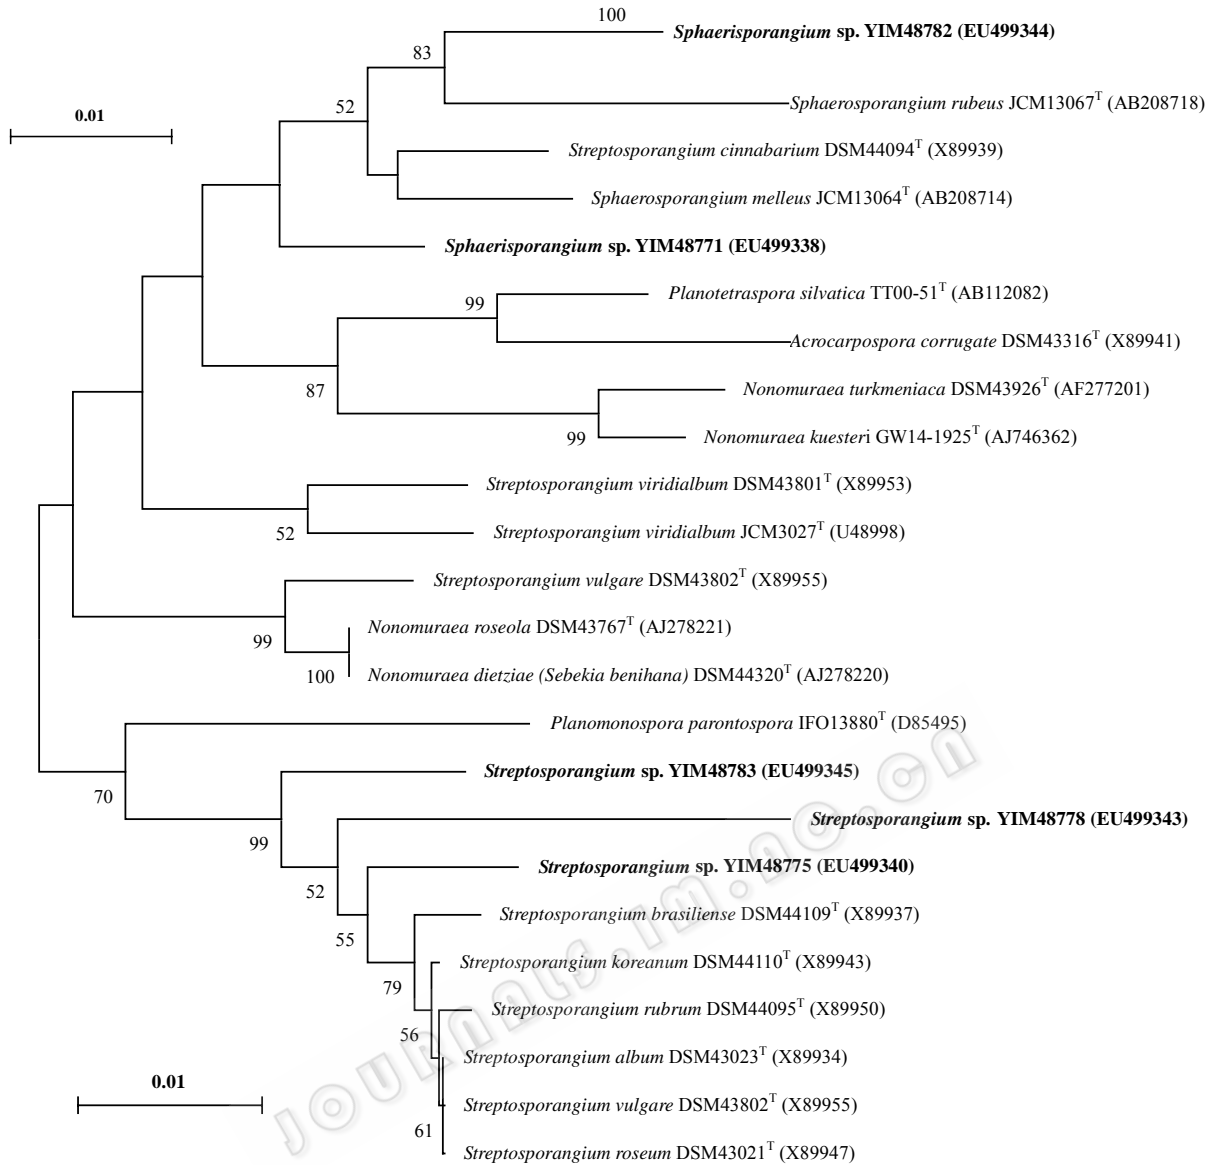 100
Sphaerisporangium sp. YIM48782 (EU499344)
83
0.01
52
Sphaerosporangium rubeus JCM13067T (AB208718)
Streptosporangium cinnabarium DSM44094T (X89939)
Sphaerosporangium melleus JCM13064T (AB208714)
Sphaerisporangium sp. YIM48771 (EU499338)
Planotetraspora silvatica TT00-51T (AB112082)
99
Acrocarpospora corrugate DSM43316T (X89941)
87
Nonomuraea turkmeniaca DSM43926T (AF277201)
Nonomuraea kuesteri GW14-1925T (AJ746362)
99
Streptosporangium viridialbum DSM43801T (X89953)
52
Streptosporangium viridialbum JCM3027T (U48998)
Streptosporangium vulgare DSM43802T (X89955)
99
Nonomuraea roseola DSM43767T (AJ278221)
100
Nonomuraea dietziae (Sebekia benihana) DSM44320T (AJ278220)
Planomonospora parontospora IFO13880T (D85495)
70
Streptosporangium sp. YIM48783 (EU499345)
99
Streptosporangium sp. YIM48778 (EU499343)
52
Streptosporangium sp. YIM48775 (EU499340)
55
Streptosporangium brasiliense DSM44109T (X89937)
79
Streptosporangium koreanum DSM44110T (X89943)
56
Streptosporangium rubrum DSM44095T (X89950)
Streptosporangium album DSM43023T (X89934)
0.01
Streptosporangium vulgare DSM43802T (X89955)
61
Streptosporangium roseum DSM43021T (X89947)
JOURNALS.IM.AC.CN